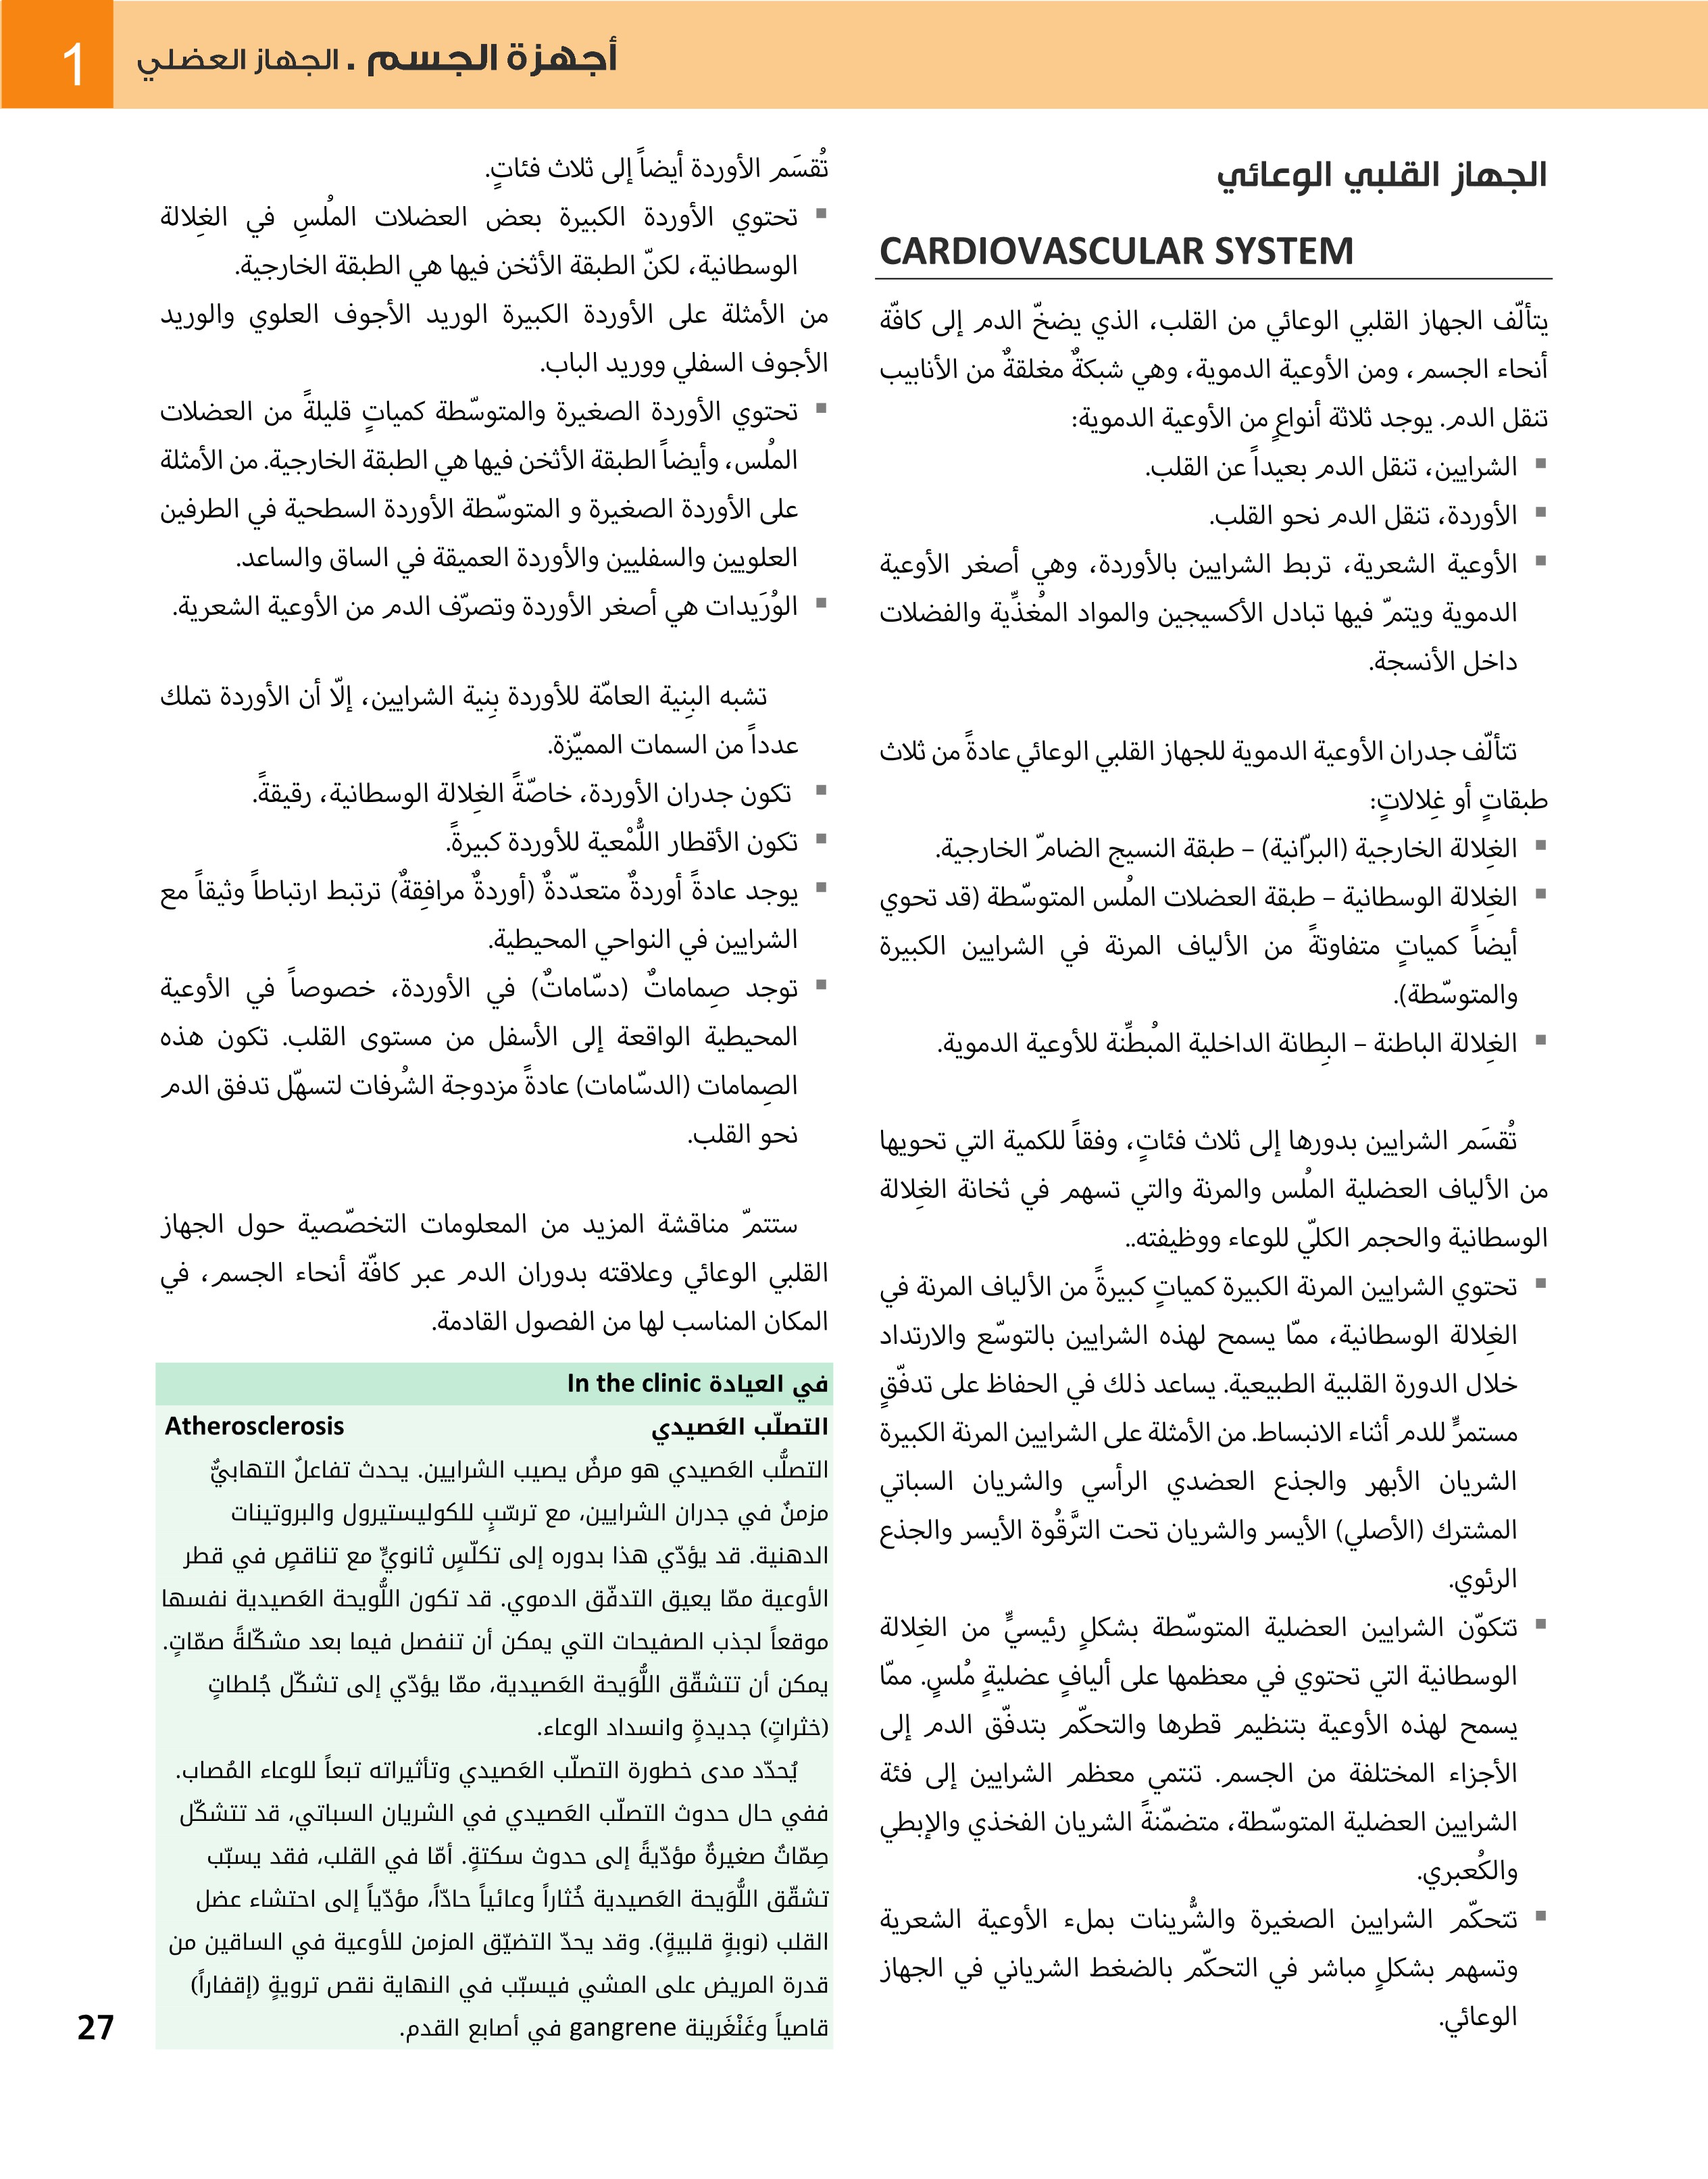 1
أجهزة الجسم . الجهاز العضلي
الجهاز القلبي الوعائي
CARDIOVASCULAR SYSTEM
يتألّف الجهاز القلبي الوعائي من القلب، الذي يضخّ الدم إلى كافّة
أنحاء الجسم، ومن الأوعية الدموية، وهي شبكةٌ مغلقةٌ من الأنابيب
تنقل الدم. يوجد ثلاثة أنواعٍ من الأوعية الدموية:
▪ الشرايين، تنقل الدم بعيداً عن القلب.
▪ الأوردة، تنقل الدم نحو القلب.
▪ الأوعية الشعرية، تربط الشرايين بالأوردة، وهي أصغر الأوعية
الدموية ويتمّ فيها تبادل الأكسيجين والمواد المُغذِّية والفضلات
داخل الأنسجة.
تتألّف جدران الأوعية الدموية للجهاز القلبي الوعائي عادةً من ثلاث
طبقاتٍ أو غِلالاتٍ:
▪ الغِلالة الخارجية (البرّانية) – طبقة النسيج الضامّ الخارجية.
▪ الغِلالة الوسطانية – طبقة العضلات المُلس المتوسّطة (قد تحوي
أيضاً كمياتٍ متفاوتةً من الألياف المرنة في الشرايين الكبيرة
والمتوسّطة).
▪ الغِلالة الباطنة – البِطانة الداخلية المُبطِّنة للأوعية الدموية.
تُقسَم الشرايين بدورها إلى ثلاث فئاتٍ، وفقاً للكمية التي تحويها
من الألياف العضلية المُلس والمرنة والتي تسهم في ثخانة الغِلالة
الوسطانية والحجم الكلّي للوعاء ووظيفته..
▪ تحتوي الشرايين المرنة الكبيرة كمياتٍ كبيرةً من الألياف المرنة في
الغِلالة الوسطانية، ممّا يسمح لهذه الشرايين بالتوسّع والارتداد
خلال الدورة القلبية الطبيعية. يساعد ذلك في الحفاظ على تدفّقٍ
مستمرٍّ للدم أثناء الانبساط. من الأمثلة على الشرايين المرنة الكبيرة
الشريان الأبهر والجذع العضدي الرأسي والشريان السباتي
المشترك (الأصلي) الأيسر والشريان تحت التَّرقُوة الأيسر والجذع
الرئوي.
▪ تتكوّن الشرايين العضلية المتوسّطة بشكلٍ رئيسيٍّ من الغِلالة
الوسطانية التي تحتوي في معظمها على أليافٍ عضليةٍ مُلسٍ. ممّا
يسمح لهذه الأوعية بتنظيم قطرها والتحكّم بتدفّق الدم إلى
الأجزاء المختلفة من الجسم. تنتمي معظم الشرايين إلى فئة
الشرايين العضلية المتوسّطة، متضمّنةً الشريان الفخذي والإبطي
والكُعبري.
▪ تتحكّم الشرايين الصغيرة والشُّرينات بملء الأوعية الشعرية
وتسهم بشكلٍ مباشر في التحكّم بالضغط الشرياني في الجهاز
الوعائي.
تُقسَم الأوردة أيضاً إلى ثلاث فئاتٍ.
▪ تحتوي الأوردة الكبيرة بعض العضلات المُلسِ في الغِلالة
الوسطانية، لكنّ الطبقة الأثخن فيها هي الطبقة الخارجية.
من الأمثلة على الأوردة الكبيرة الوريد الأجوف العلوي والوريد
الأجوف السفلي ووريد الباب.
▪ تحتوي الأوردة الصغيرة والمتوسّطة كمياتٍ قليلةً من العضلات
المُلس، وأيضاً الطبقة الأثخن فيها هي الطبقة الخارجية. من الأمثلة
على الأوردة الصغيرة و المتوسّطة الأوردة السطحية في الطرفين
العلويين والسفليين والأوردة العميقة في الساق والساعد.
▪ الوُرَيدات هي أصغر الأوردة وتصرّف الدم من الأوعية الشعرية.
تشبه البِنية العامّة للأوردة بِنية الشرايين، إلّا أن الأوردة تملك
عدداً من السمات المميّزة.
▪ تكون جدران الأوردة، خاصّةً الغِلالة الوسطانية، رقيقةً.
▪ تكون الأقطار اللُّمْعية للأوردة كبيرةً.
▪ يوجد عادةً أوردةٌ متعدّدةٌ (أوردةٌ مرافِقةٌ) ترتبط ارتباطاً وثيقاً مع
الشرايين في النواحي المحيطية.
▪ توجد صِماماتٌ (دسّاماتٌ) في الأوردة، خصوصاً في الأوعية
المحيطية الواقعة إلى الأسفل من مستوى القلب. تكون هذه
الصِمامات (الدسّامات) عادةً مزدوجة الشُرفات لتسهّل تدفق الدم
نحو القلب.
ستتمّ مناقشة المزيد من المعلومات التخصّصية حول الجهاز
القلبي الوعائي وعلاقته بدوران الدم عبر كافّة أنحاء الجسم، في
المكان المناسب لها من الفصول القادمة.
في العيادة In the clinic
التصلّب العَصيدي Atherosclerosis
التصلُّب العَصيدي هو مرضٌ يصيب الشرايين. يحدث تفاعلٌ التهابيٌّ
مزمنٌ في جدران الشرايين، مع ترسّبٍ للكوليستيرول والبروتينات
الدهنية. قد يؤدّي هذا بدوره إلى تكلّسٍ ثانويٍّ مع تناقصٍ في قطر
الأوعية ممّا يعيق التدفّق الدموي. قد تكون اللُّويحة العَصيدية نفسها
موقعاً لجذب الصفيحات التي يمكن أن تنفصل فيما بعد مشكّلةً صمّاتٍ.
يمكن أن تتشقّق اللُّوَيحة العَصيدية، ممّا يؤدّي إلى تشكّل جُلطاتٍ
(خثراتٍ) جديدةٍ وانسداد الوعاء.
يُحدّد مدى خطورة التصلّب العَصيدي وتأثيراته تبعاً للوعاء المُصاب.
ففي حال حدوث التصلّب العَصيدي في الشريان السباتي، قد تتشكّل
صِمّاتٌ صغيرةٌ مؤدّيةً إلى حدوث سكتةٍ. أمّا في القلب، فقد يسبّب
تشقّق اللُّوَيحة العَصيدية خُثاراً وعائياً حادّاً، مؤدّياً إلى احتشاء عضل
القلب (نوبةٍ قلبيةٍ). وقد يحدّ التضيّق المزمن للأوعية في الساقين من
قدرة المريض على المشي فيسبّب في النهاية نقص ترويةٍ (إقفاراً)
قاصياً وغَنْغَرينة gangrene في أصابع القدم.
27